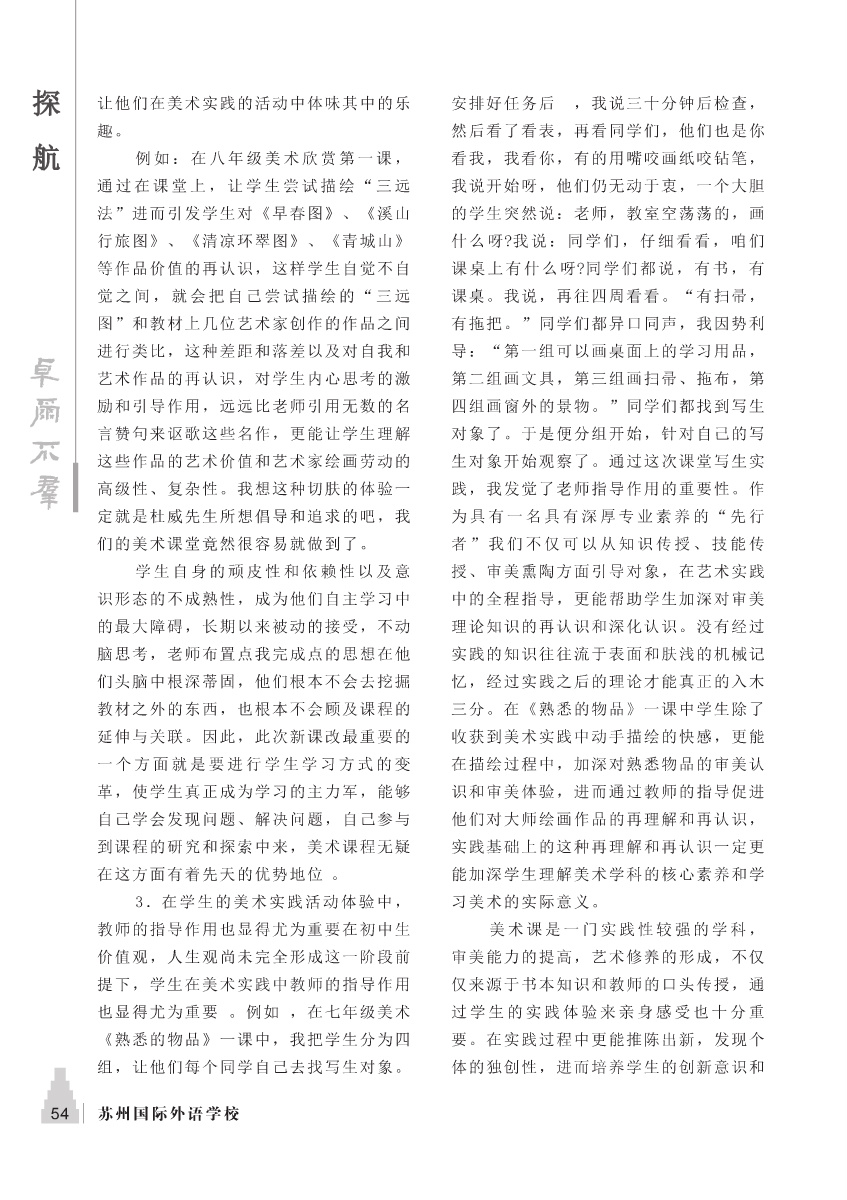 探
航
卓尔不群
让他们在美术实践的活动中体味其中的乐
趣。
例如：在八年级美术欣赏第一课，
通过在课堂上，让学生尝试描绘“三远
法”进而引发学生对《早春图》、《溪山
行旅图》、《清凉环翠图》、《青城山》
等作品价值的再认识，这样学生自觉不自
觉之间，就会把自己尝试描绘的“三远
图”和教材上几位艺术家创作的作品之间
进行类比，这种差距和落差以及对自我和
艺术作品的再认识，对学生内心思考的激
励和引导作用，远远比老师引用无数的名
言赞句来讴歌这些名作，更能让学生理解
这些作品的艺术价值和艺术家绘画劳动的
高级性、复杂性。我想这种切肤的体验一
定就是杜威先生所想倡导和追求的吧，我
们的美术课堂竟然很容易就做到了。
学生自身的顽皮性和依赖性以及意
识形态的不成熟性，成为他们自主学习中
的最大障碍，长期以来被动的接受，不动
脑思考，老师布置点我完成点的思想在他
们头脑中根深蒂固，他们根本不会去挖掘
教材之外的东西，也根本不会顾及课程的
延伸与关联。因此，此次新课改最重要的
一个方面就是要进行学生学习方式的变
革，使学生真正成为学习的主力军，能够
自己学会发现问题、解决问题，自己参与
到课程的研究和探索中来，美术课程无疑
在这方面有着先天的优势地位 。
3．在学生的美术实践活动体验中，
教师的指导作用也显得尤为重要在初中生
价值观，人生观尚未完全形成这一阶段前
提下，学生在美术实践中教师的指导作用
也显得尤为重要 。例如 ，在七年级美术
《熟悉的物品》一课中，我把学生分为四
组，让他们每个同学自己去找写生对象。
安排好任务后 ，我说三十分钟后检查，
然后看了看表，再看同学们，他们也是你
看我，我看你，有的用嘴咬画纸咬钻笔，
我说开始呀，他们仍无动于衷，一个大胆
的学生突然说：老师，教室空荡荡的，画
什么呀?我说：同学们，仔细看看，咱们
课桌上有什么呀?同学们都说，有书，有
课桌。我说，再往四周看看。“有扫帚，
有拖把。”同学们都异口同声，我因势利
导：“第一组可以画桌面上的学习用品，
第二组画文具，第三组画扫帚、拖布，第
四组画窗外的景物。”同学们都找到写生
对象了。于是便分组开始，针对自己的写
生对象开始观察了。通过这次课堂写生实
践，我发觉了老师指导作用的重要性。作
为具有一名具有深厚专业素养的“先行
者”我们不仅可以从知识传授、技能传
授、审美熏陶方面引导对象，在艺术实践
中的全程指导，更能帮助学生加深对审美
理论知识的再认识和深化认识。没有经过
实践的知识往往流于表面和肤浅的机械记
忆，经过实践之后的理论才能真正的入木
三分。在《熟悉的物品》一课中学生除了
收获到美术实践中动手描绘的快感，更能
在描绘过程中，加深对熟悉物品的审美认
识和审美体验，进而通过教师的指导促进
他们对大师绘画作品的再理解和再认识，
实践基础上的这种再理解和再认识一定更
能加深学生理解美术学科的核心素养和学
习美术的实际意义。
美术课是一门实践性较强的学科，
审美能力的提高，艺术修养的形成，不仅
仅来源于书本知识和教师的口头传授，通
过学生的实践体验来亲身感受也十分重
要。在实践过程中更能推陈出新，发现个
体的独创性，进而培养学生的创新意识和
54 苏州国际外语学校